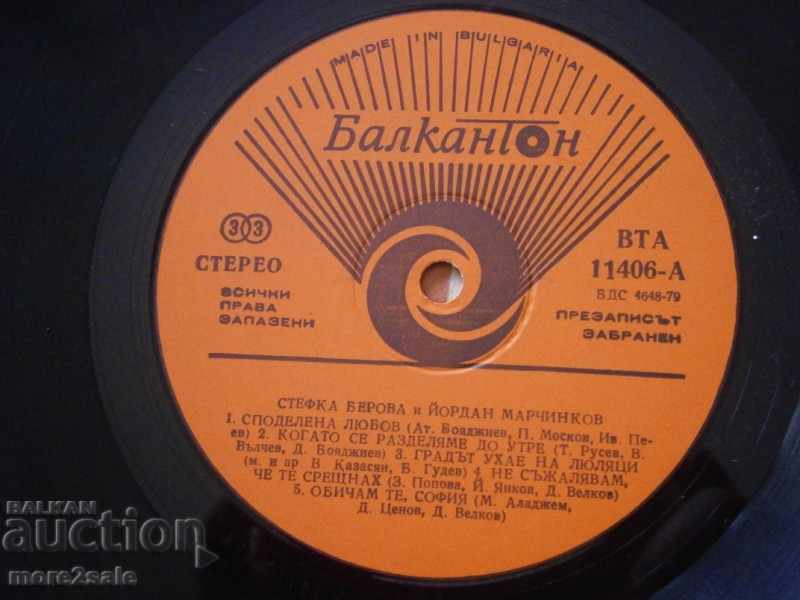 MADE IN BULGARIA
Балкантон
33
СТЕРЕО
ВСИЧКИ
ПРАВА
ЗАПАЗЕНИ
ВТА
11406-А
БДС 4648-79
ПРЕЗАПИСЪТ
ЗАБРАНЕН
СТЕФКА БЕРОВА и ЙОРДАН МАРЧИНКОВ
1. СПОДЕЛЕНА ЛЮБОВ (Ат. Бояджиев, П. Москов, Ив. Пе-
ев) 2. КОГАТО СЕ РАЗДЕЛЯМЕ ДО УТРЕ (Т. Русев, В.
Вълчев, Д. Бояджиев) 3. ГРАДЪТ УХАЕ НА ЛЮЛЯЦИ
(м. и ар В. Казасян, Б. Гудев) 4 НЕ СЪЖАЛЯВАМ,
ЧЕ ТЕ СРЕЩНАХ (З. Попова, Й. Янков, Д. Велков)
5. ОБИЧАМ ТЕ, СОФИЯ (М. Аладжем,
Д. Ценов, Д. Велков)
BALKAN
auction
more2sale